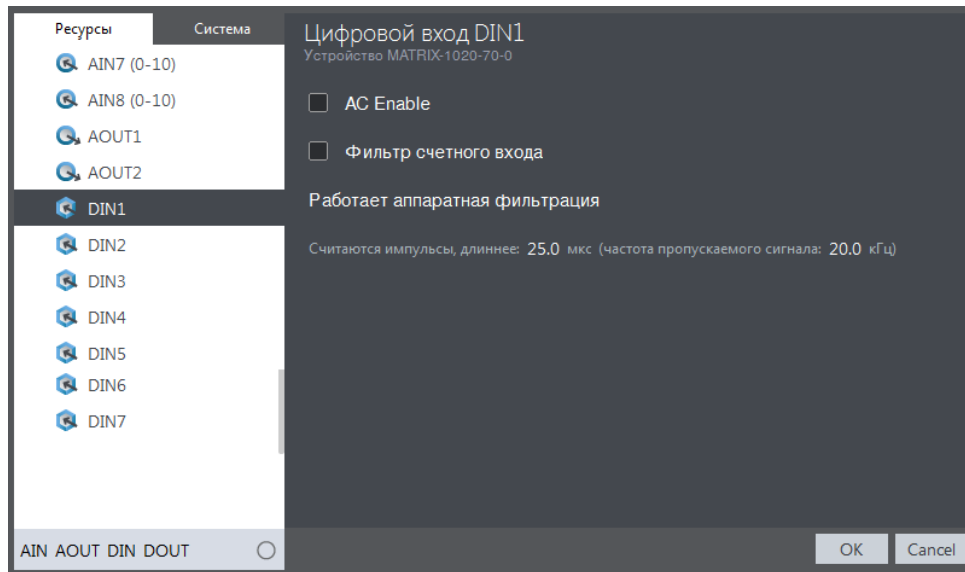 Ресурсы
Система
AIN7 (0-10)
AIN8 (0-10)
AOUT1
AOUT2
DIN1
DIN2
DIN3
DIN4
DIN5
DIN6
DIN7
AIN AOUT DIN DOUT
Цифровой вход DIN1
Устройство MATRIX-1020-70-0
AC Enable
Фильтр счетного входа
Работает аппаратная фильтрация
Считаются импульсы, длиннее: 25.0 мкс (частота пропускаемого сигнала: 20.0 кГц)
OK
Cancel